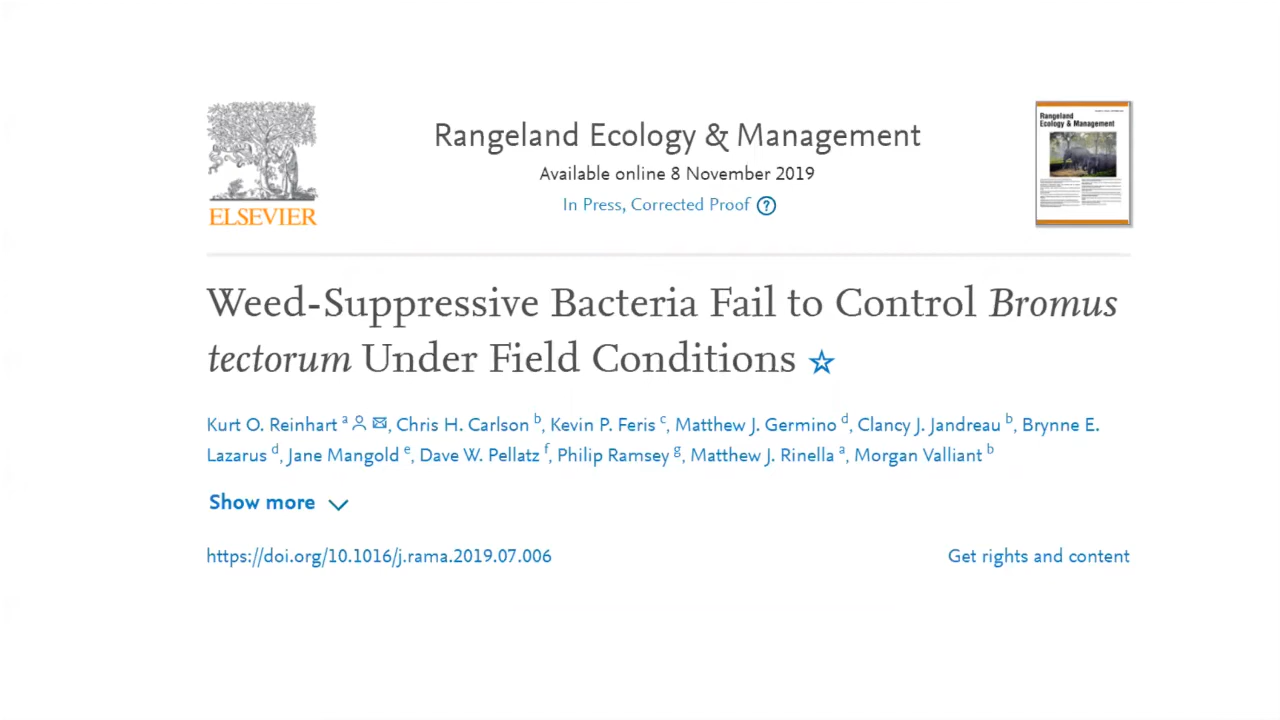 ELSEVIER
Rangeland Ecology & Management
Available online 8 November 2019
In Press, Corrected Proof ?
Rangeland
Ecology & Management
Weed-Suppressive Bacteria Fail to Control Bromus
tectorum Under Field Conditions ☆
Kurt O. Reinhart a, Chris H. Carlson b, Kevin P. Feris c, Matthew J. Germino d, Clancy J. Jandreau b, Brynne E.
Lazarus d, Jane Mangold e, Dave W. Pellatz f, Philip Ramsey g, Matthew J. Rinella a, Morgan Valliant b
Show more
https://doi.org/10.1016/j.rama.2019.07.006
Get rights and content